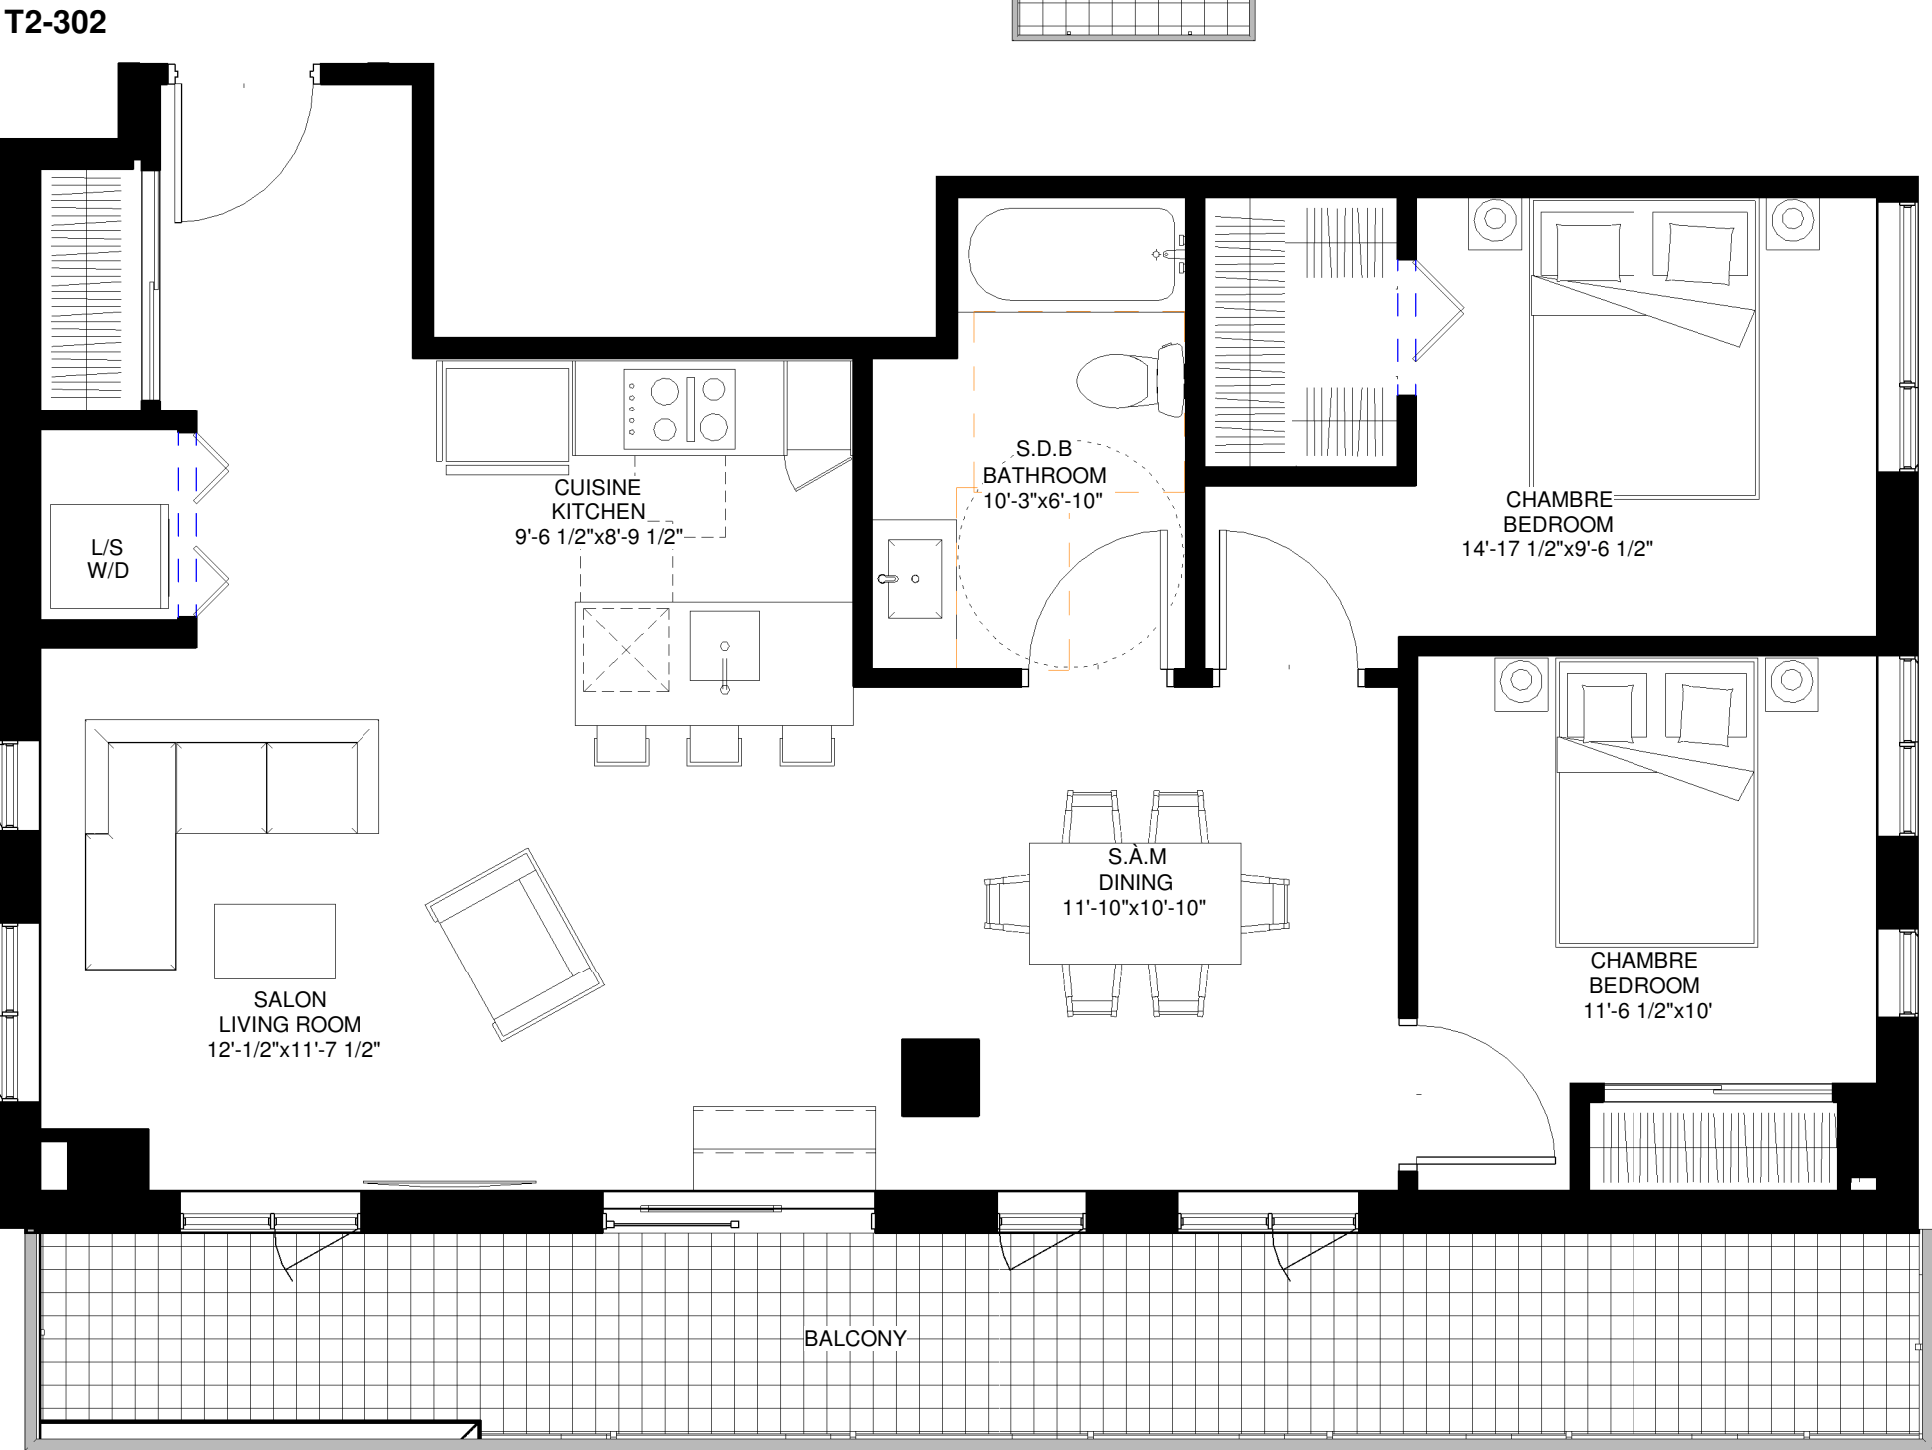 T2-302
S.D.B
BATHROOM
10'-3"x6'-10"
CUISINE
KITCHEN
9'-6 1/2"x8'-9 1/2"
CHAMBRE
BEDROOM
14'-17 1/2"x9'-6 1/2"
L/S
W/D
S.À.M
DINING
11'-10"x10'-10"
CHAMBRE
BEDROOM
11'-6 1/2"x10'
SALON
LIVING ROOM
12'-1/2"x11'-7 1/2"
BALCONY